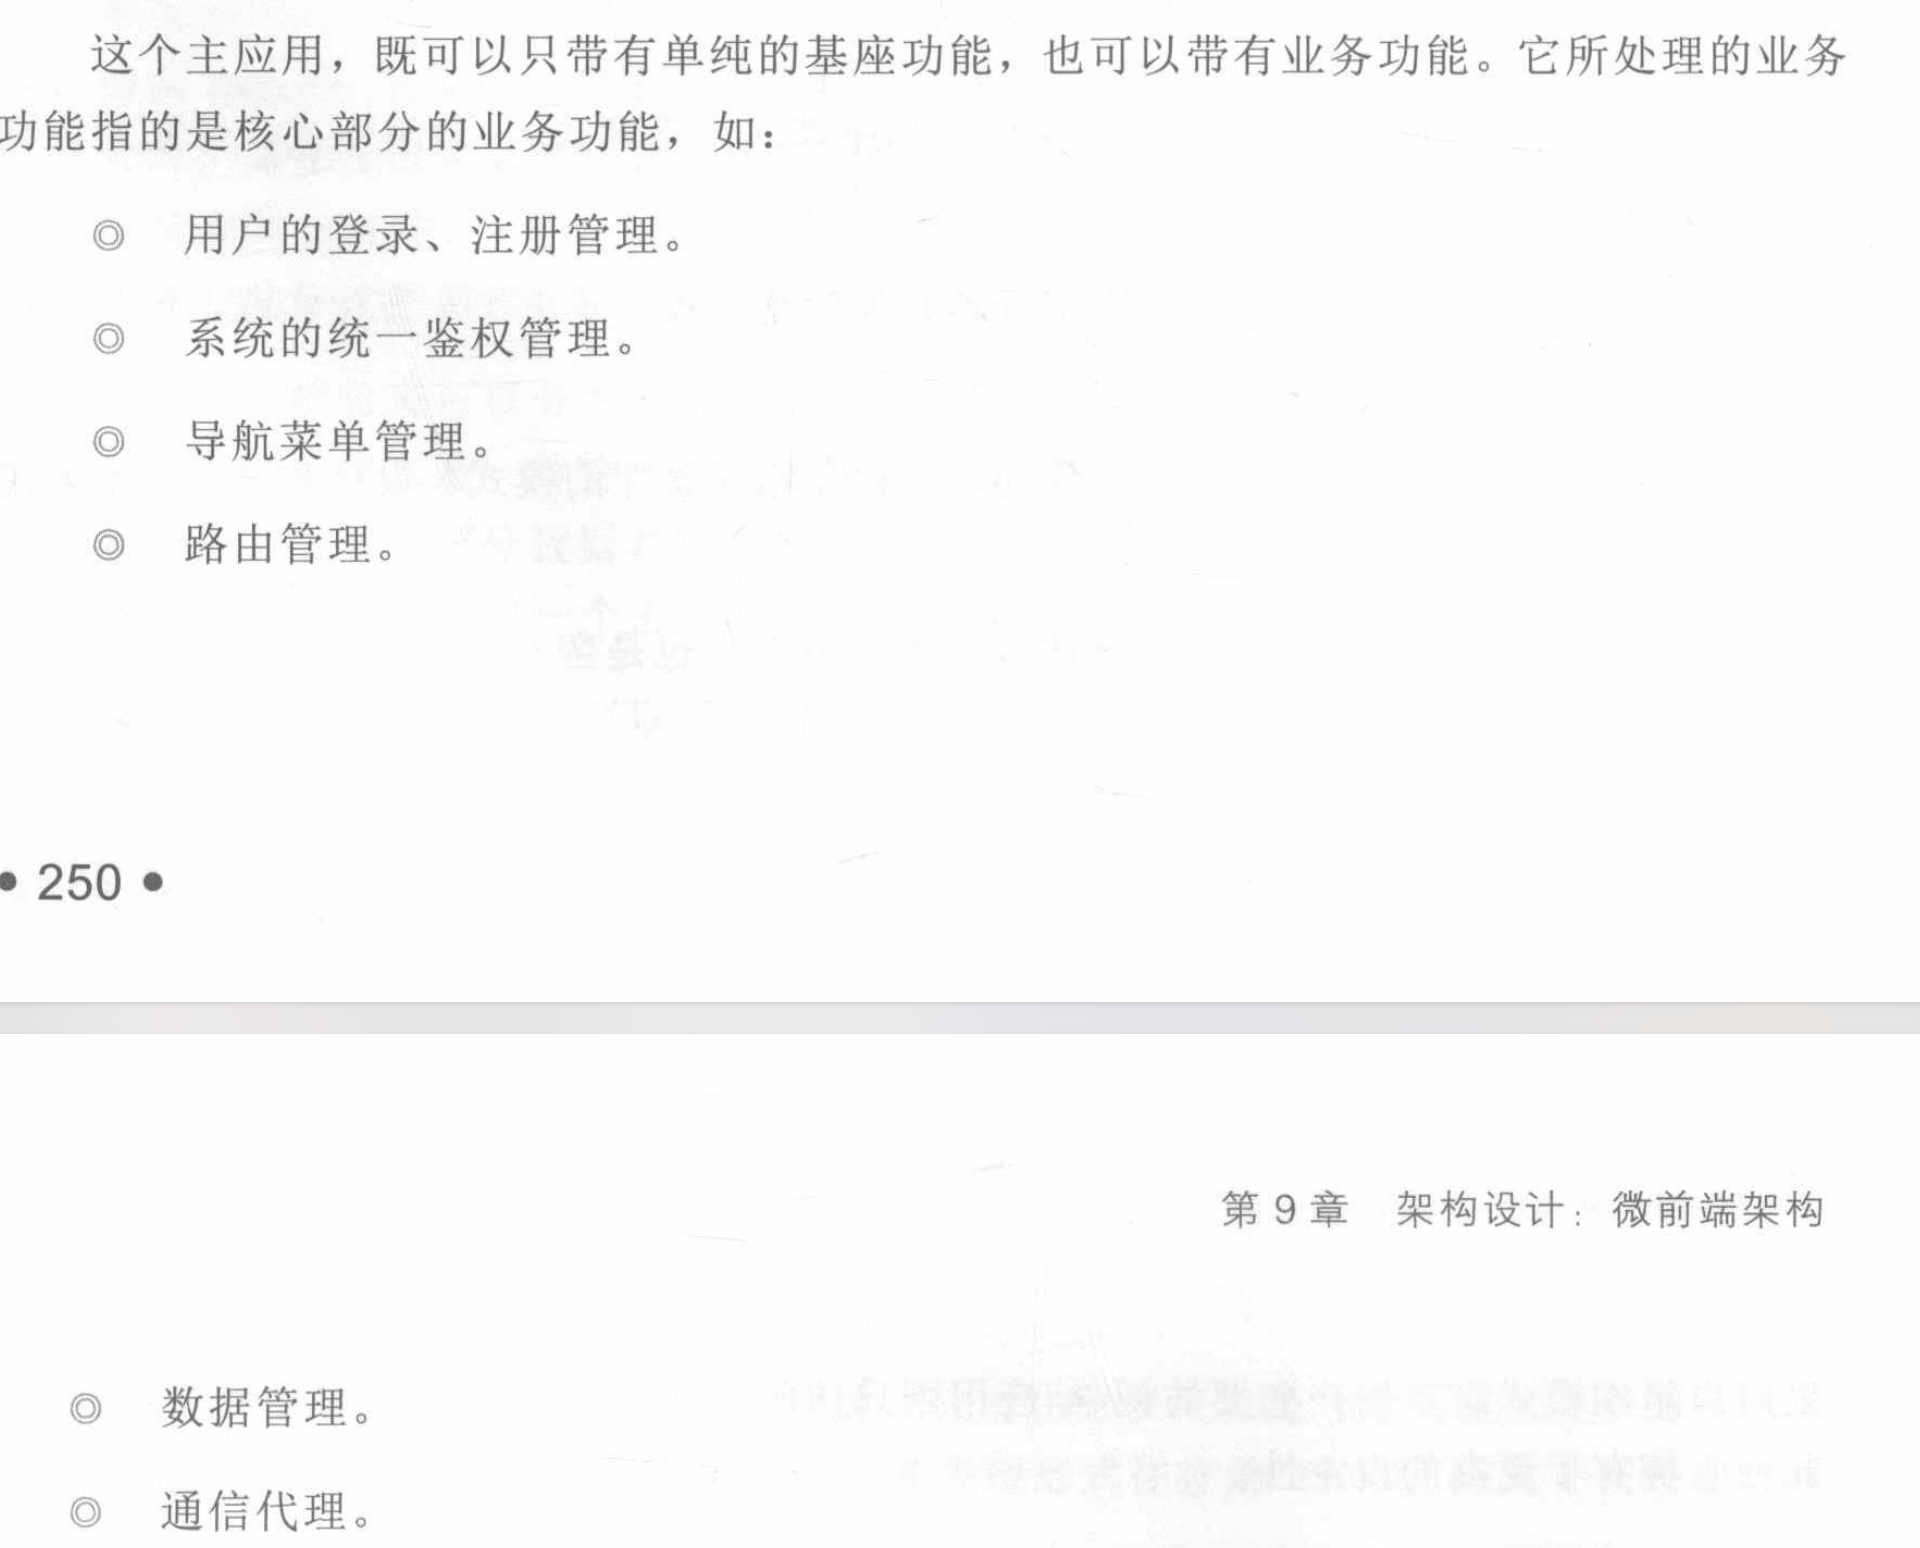 这个主应用，既可以只带有单纯的基座功能，也可以带有业务功能。它所处理的业务
功能指的是核心部分的业务功能，如：
◎ 用户的登录、注册管理。
◎ 系统的统一鉴权管理。
◎ 导航菜单管理。
◎ 路由管理。
• 250 •
第 9 章 架构设计：微前端架构
◎ 数据管理。
◎ 通信代理。